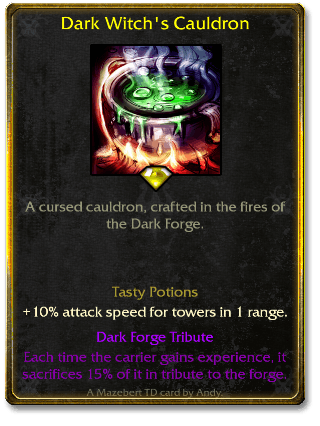 Dark Witch's Cauldron
A cursed cauldron, crafted in the fires of
the Dark Forge.
Tasty Potions
+10% attack speed for towers in 1 range.
Dark Forge Tribute
Each time the carrier gains experience, it
sacrifices 15% of it in tribute to the forge.
A Mazebert TD card by Andy.